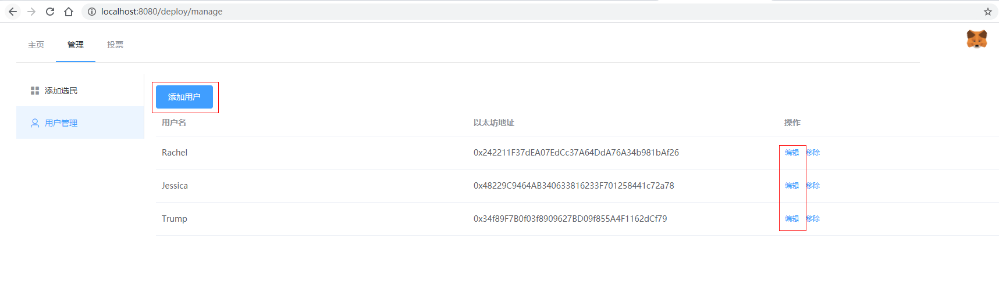 localhost:8080/deploy/manage
主页 管理 投票
添加选民
添加用户
用户管理
用户名 以太坊地址 操作
Rachel 0x242211F37dEA07EdCc37A64DdA76A34b981bAf26 编辑 移除
Jessica 0x48229C9464AB340633816233F701258441c72a78 编辑 移除
Trump 0x34f89F7B0f03f8909627BD09f855A4F1162dCf79 编辑 移除